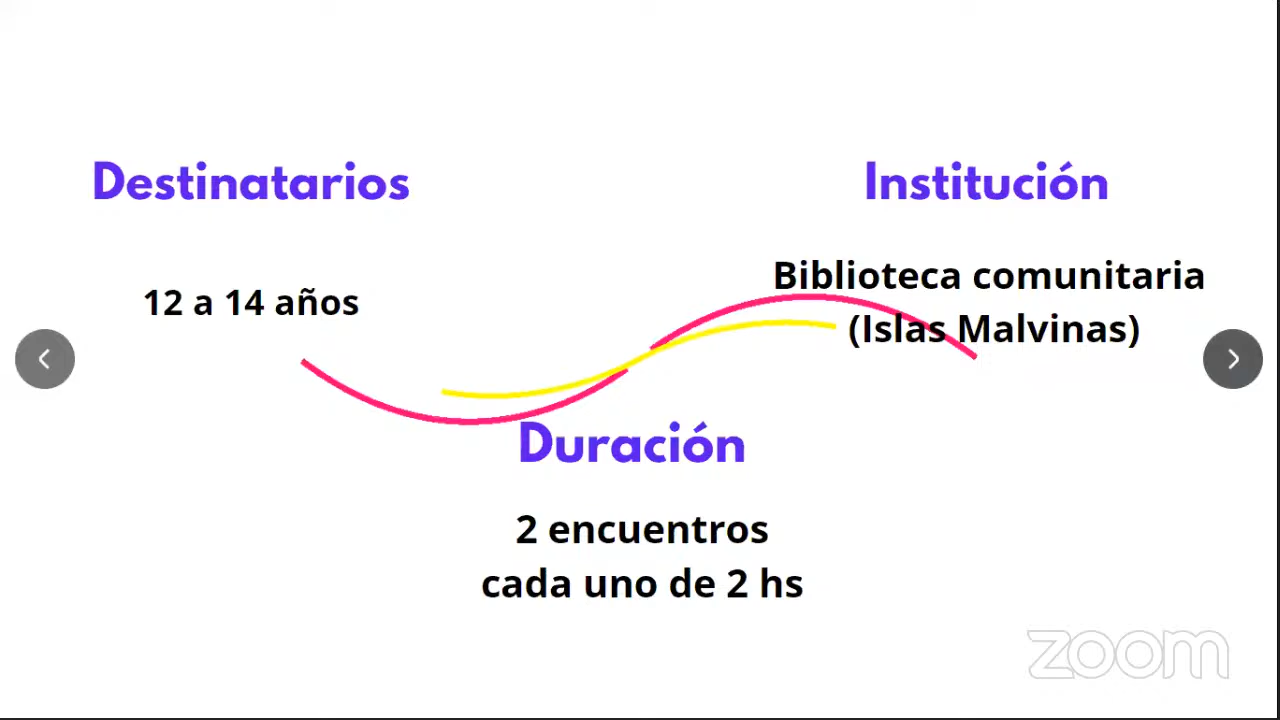 Destinatarios
12 a 14 años
Institución
Biblioteca comunitaria
(Islas Malvinas)
Duración
2 encuentros
cada uno de 2 hs
zoom